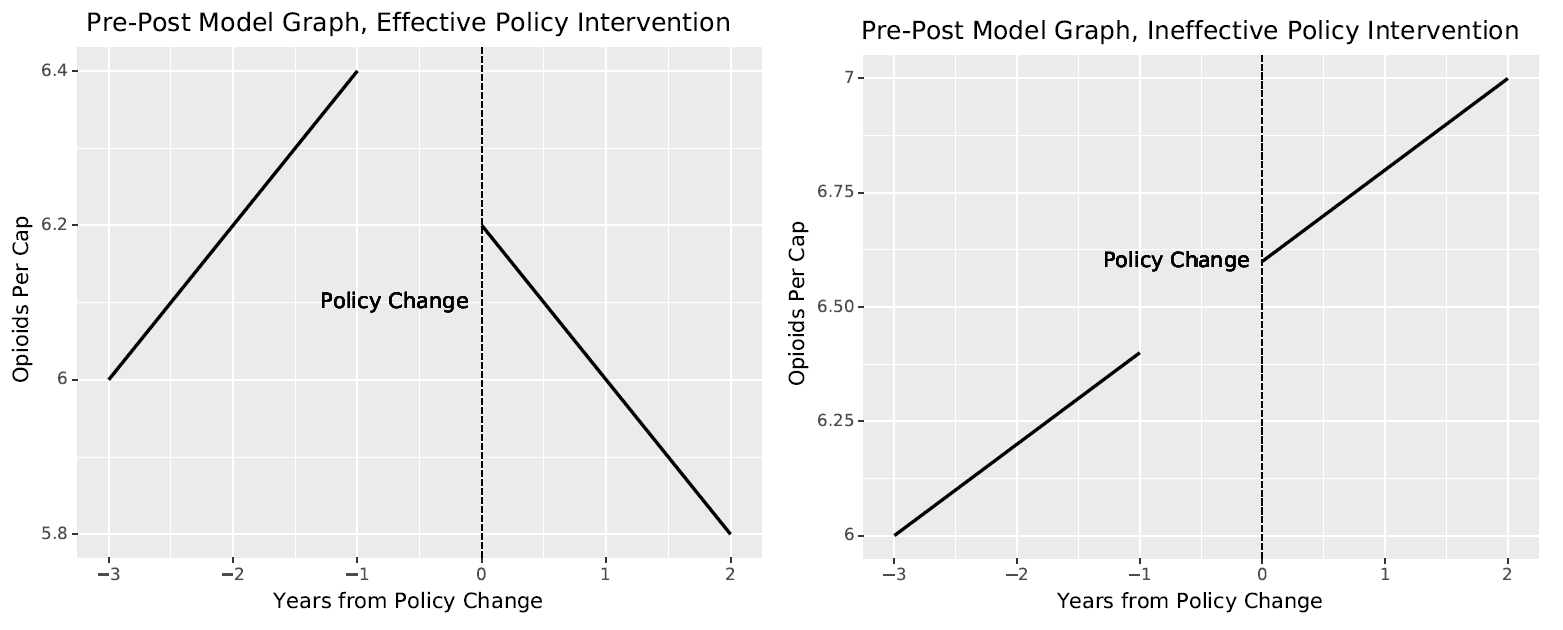 Pre-Post Model Graph, Effective Policy Intervention
6.4
6.2
6
5.8
Opioids Per Cap
Policy Change
−3
−2
−1
0
1
2
Years from Policy Change
Pre-Post Model Graph, Ineffective Policy Intervention
7
6.75
6.50
6.25
6
Opioids Per Cap
Policy Change
−3
−2
−1
0
1
2
Years from Policy Change